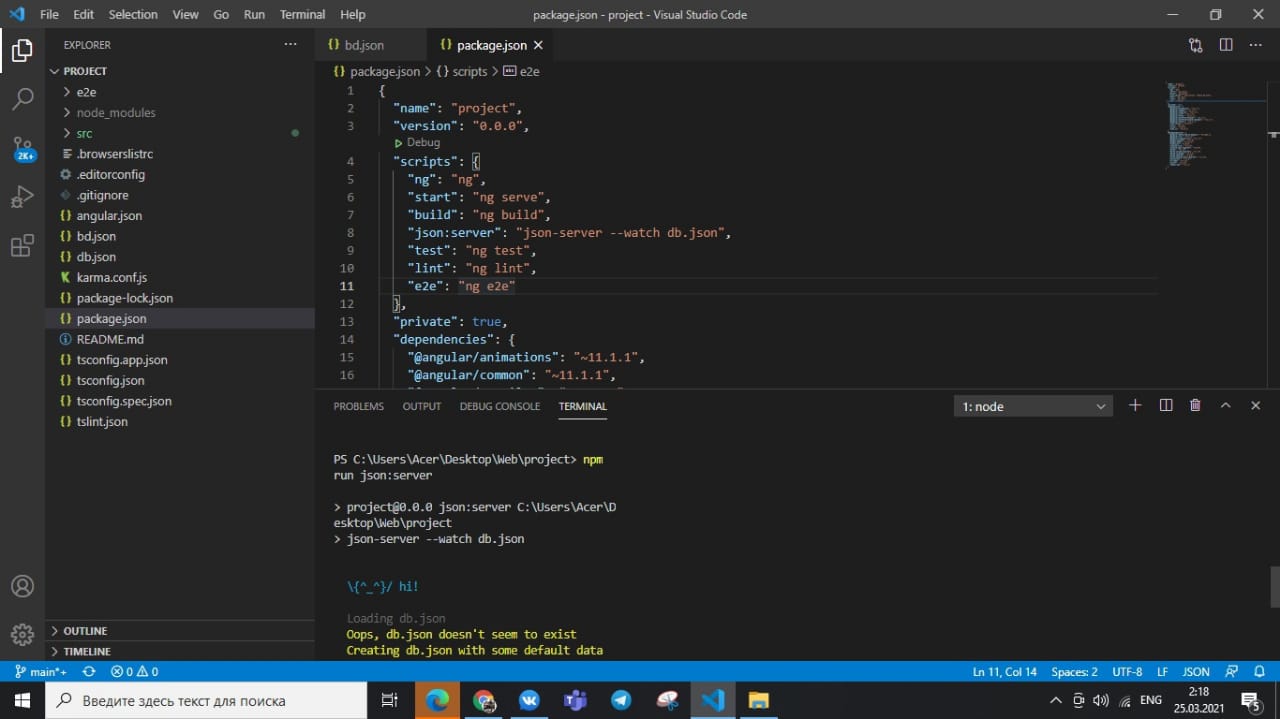 File Edit Selection View Go Run Terminal Help package.json - project - Visual Studio Code
EXPLORER
PROJECT
e2e
node_modules
src
.browserslistrc
.editorconfig
.gitignore
angular.json
bd.json
db.json
karma.conf.js
package-lock.json
package.json
README.md
tsconfig.app.json
tsconfig.json
tsconfig.spec.json
tslint.json
OUTLINE
TIMELINE
2K+
bd.json package.json
package.json > {} scripts > e2e
1 {
2 "name": "project",
3 "version": "0.0.0",
Debug
4 "scripts": {
5 "ng": "ng",
6 "start": "ng serve",
7 "build": "ng build",
8 "json:server": "json-server --watch db.json",
9 "test": "ng test",
10 "lint": "ng lint",
11 "e2e": "ng e2e"
12 },
13 "private": true,
14 "dependencies": {
15 "@angular/animations": "~11.1.1",
16 "@angular/common": "~11.1.1",
PROBLEMS OUTPUT DEBUG CONSOLE TERMINAL 1: node
PS C:\Users\Acer\Desktop\Web\project> npm
run json:server
> project@0.0.0 json:server C:\Users\Acer\D
esktop\Web\project
> json-server --watch db.json
\{^_^}/ hi!
Loading db.json
Oops, db.json doesn't seem to exist
Creating db.json with some default data
main*+ 0 0 Ln 11, Col 14 Spaces: 2 UTF-8 LF JSON
Введите здесь текст для поиска
ENG
2:18
25.03.2021
5